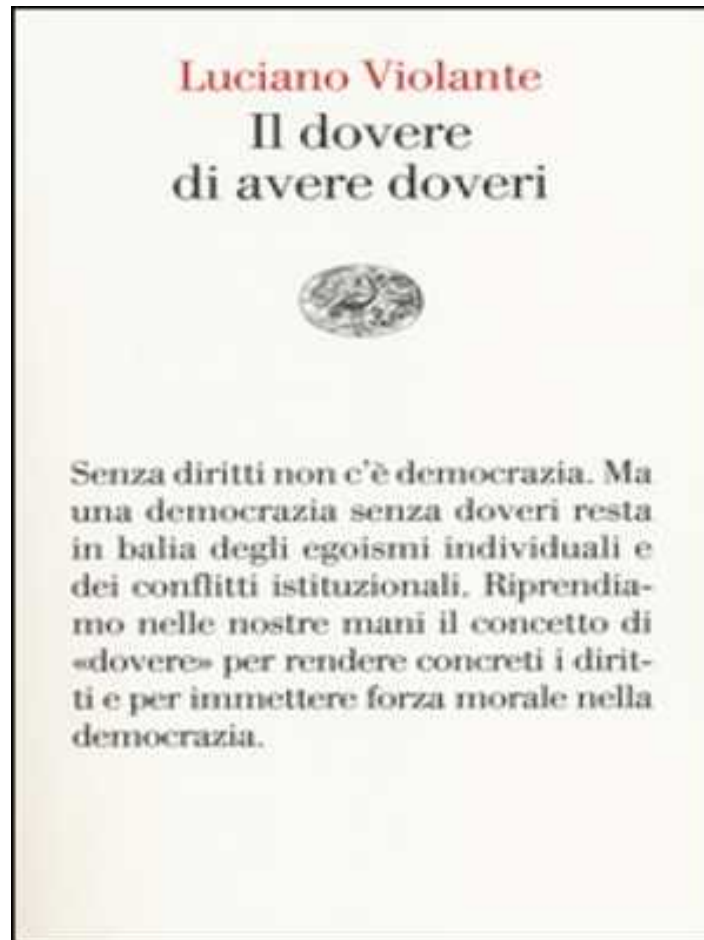 Luciano Violante
Il dovere
di avere doveri
Senza diritti non c'è democrazia. Ma
una democrazia senza doveri resta
in balia degli egoismi individuali e
dei conflitti istituzionali. Riprendia-
mo nelle nostre mani il concetto di
«dovere» per rendere concreti i dirit-
ti e per immettere forza morale nella
democrazia.